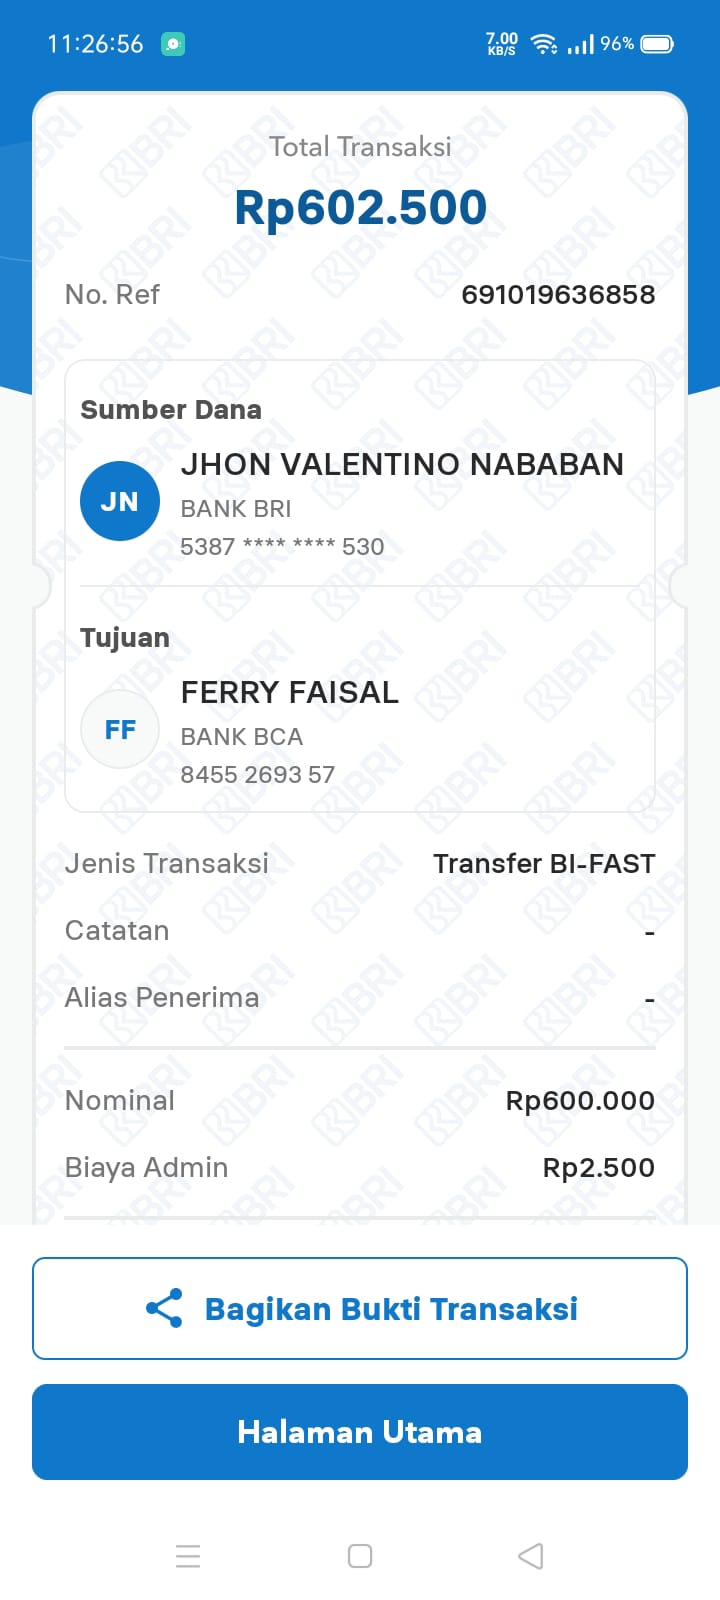 11:26:56
7.00 KB/S
96%
Total Transaksi
Rp602.500
No. Ref 691019636858
Sumber Dana
JN
JHON VALENTINO NABABAN
BANK BRI
5387 **** **** 530
Tujuan
FF
FERRY FAISAL
BANK BCA
8455 2693 57
Jenis Transaksi Transfer BI-FAST
Catatan -
Alias Penerima -
Nominal Rp600.000
Biaya Admin Rp2.500
Bagikan Bukti Transaksi
Halaman Utama